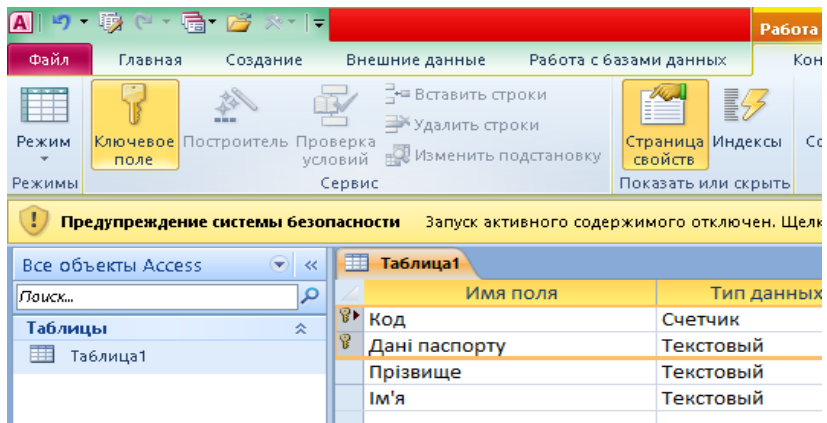 A
Работа
Файл Главная Создание Внешние данные Работа с базами данных Кон
Режим
Режимы
Ключевое
поле
Построитель
Проверка
условий
Вставить строки
Удалить строки
Изменить подстановку
Сервис
Страница
свойств
Индексы
Показать или скрыть
Со
Предупреждение системы безопасности Запуск активного содержимого отключен. Щелк
Все объекты Access
Поиск...
Таблицы
Таблица1
Таблица1
Имя поля Тип данных
Код Счетчик
Дані паспорту Текстовый
Прізвище Текстовый
Ім'я Текстовый